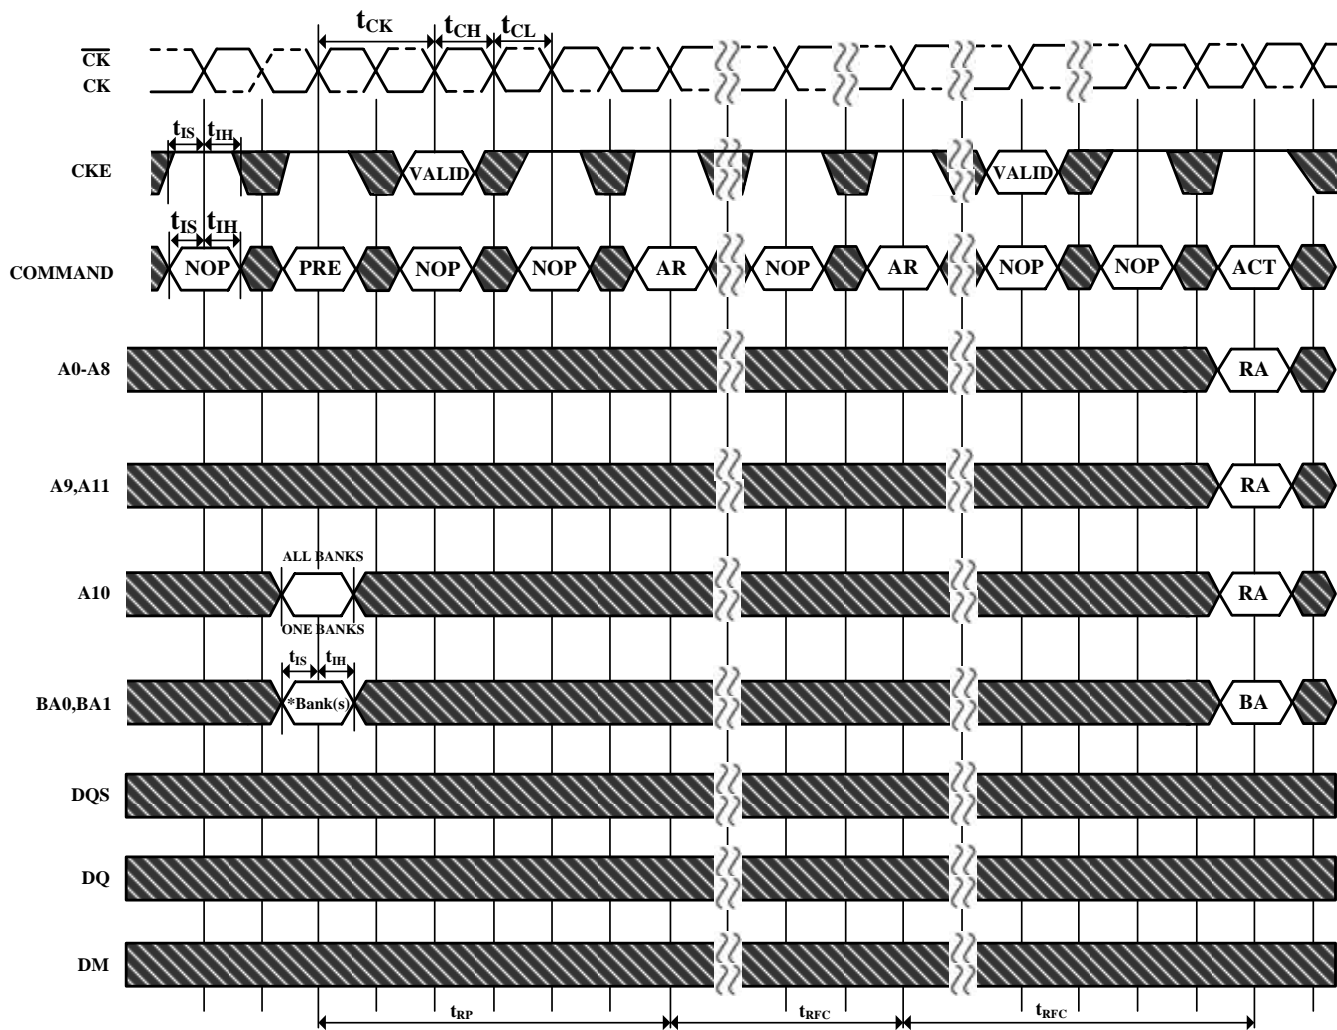 tCK tCH tCL
CK
CK
tIS tIH
CKE VALID VALID
tIS tIH
COMMAND NOP PRE NOP NOP AR NOP AR NOP NOP ACT
A0-A8 RA
A9,A11 RA
ALL BANKS
A10 RA
ONE BANKS
tIS tIH
BA0,BA1 *Bank(s) BA
DQS
DQ
DM
tRP tRFC tRFC